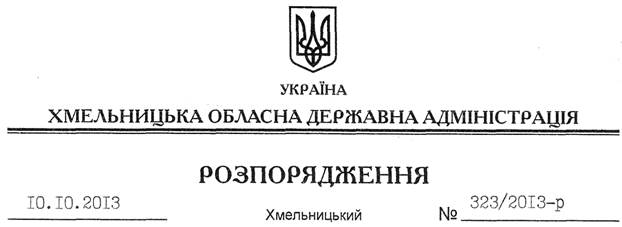 УКРАЇНА
ХМЕЛЬНИЦЬКА ОБЛАСНА ДЕРЖАВНА АДМІНІСТРАЦІЯ
РОЗПОРЯДЖЕННЯ
10.10.2013 Хмельницький № 323/2013-р